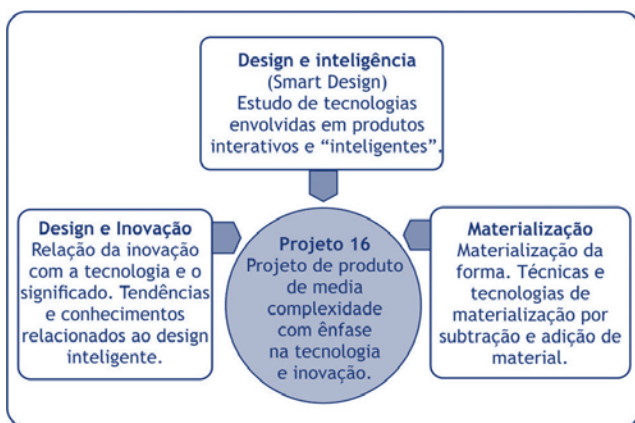 Design e inteligência
(Smart Design)
Estudo de tecnologias
envolvidas em produtos
interativos e “inteligentes”.
Design e Inovação
Relação da inovação
com a tecnologia e o
significado. Tendências
e conhecimentos
relacionados ao design
inteligente.
Projeto 16
Projeto de produto
de media
complexidade
com ênfase
na tecnologia
e inovação.
Materialização
Materialização da
forma. Técnicas e
tecnologias de
materialização por
subtração e adição de
material.